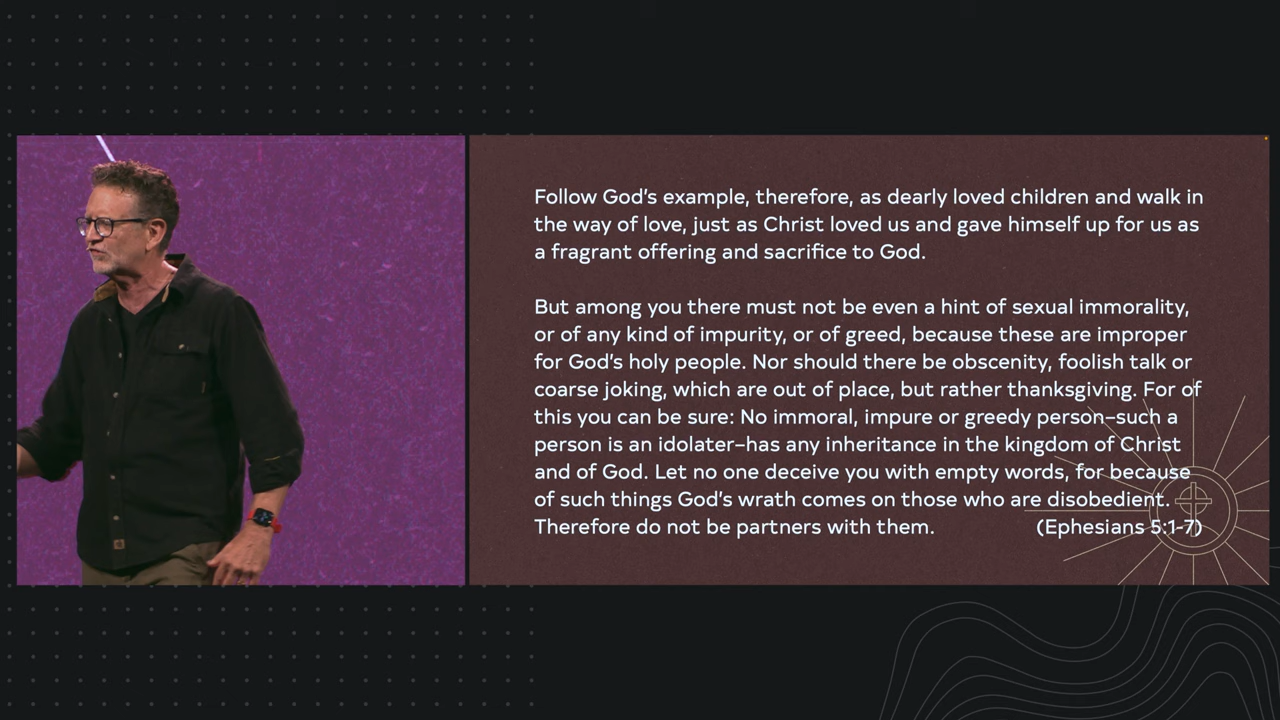 Follow God's example, therefore, as dearly loved children and walk in
the way of love, just as Christ loved us and gave himself up for us as
a fragrant offering and sacrifice to God.
But among you there must not be even a hint of sexual immorality,
or of any kind of impurity, or of greed, because these are improper
for God's holy people. Nor should there be obscenity, foolish talk or
coarse joking, which are out of place, but rather thanksgiving. For of
this you can be sure: No immoral, impure or greedy person–such a
person is an idolater–has any inheritance in the kingdom of Christ
and of God. Let no one deceive you with empty words, for because
of such things God's wrath comes on those who are disobedient.
Therefore do not be partners with them. (Ephesians 5:1-7)